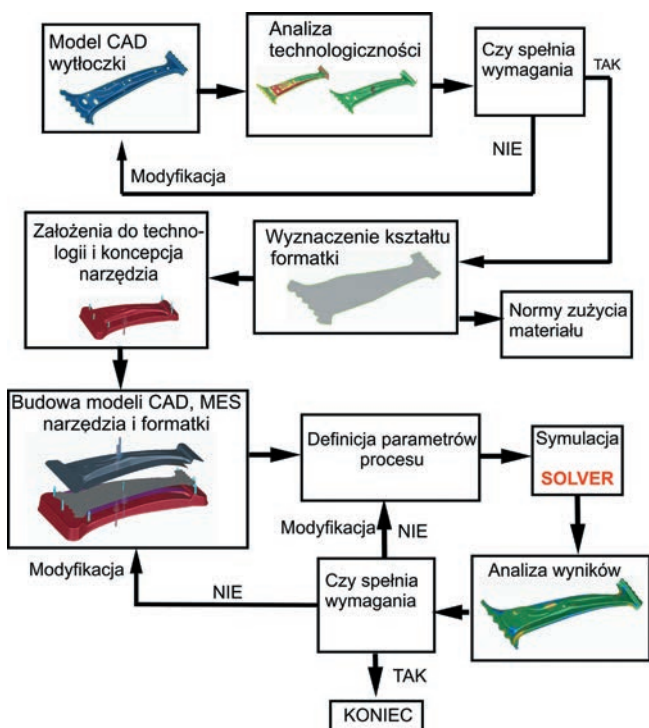 Model CAD
wytłoczki
Analiza
technologiczności
Czy spełnia
wymagania
TAK
NIE
Modyfikacja
Założenia do techno-
logii i koncepcja
narzędzia
Wyznaczenie kształtu
formatki
Normy zużycia
materiału
Budowa modeli CAD, MES
narzędzia i formatki
Definicja parametrów
procesu
Symulacja
SOLVER
Modyfikacja
NIE
Modyfikacja
NIE
Czy spełnia
wymagania
Analiza wyników
TAK
KONIEC